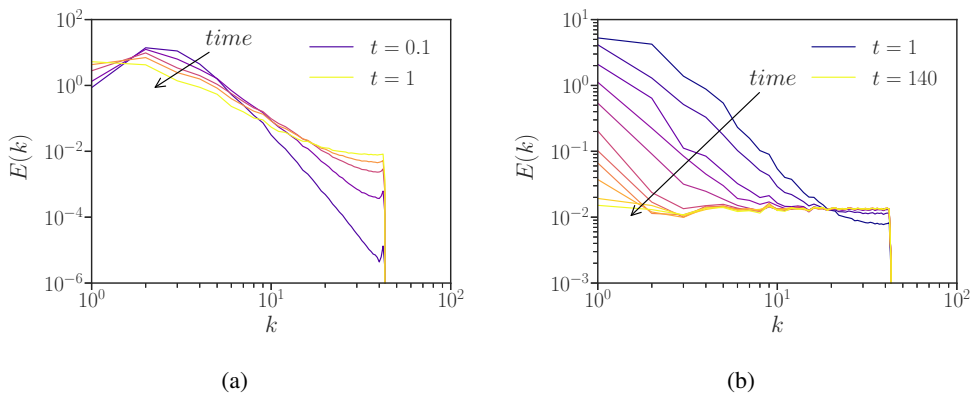 10^2
10^0
10^{-2}
10^{-4}
10^{-6}
E(k)
time
t = 0.1
t = 1
10^0
10^1
10^2
k
(a)
10^1
10^0
10^{-1}
10^{-2}
10^{-3}
E(k)
time
t = 1
t = 140
10^0
10^1
10^2
k
(b)